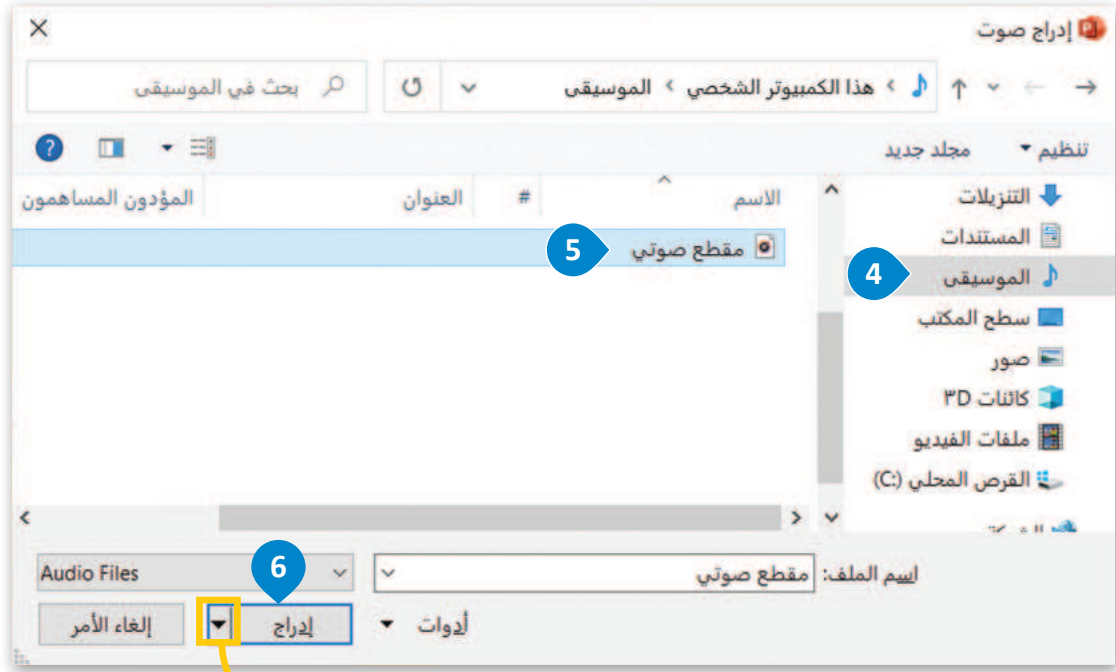 إدراج صوت
هذا الكمبيوتر الشخصي › الموسيقى
بحث في الموسيقى
تنظيم
مجلد جديد
?
الاسم
#
العنوان
المؤدون المساهمون
التنزيلات
المستندات
الموسيقى
4
سطح المكتب
صور
كائنات ٣D
ملفات الفيديو
القرص المحلي (C:)
مقطع صوتي
5
اسم الملف: مقطع صوتي
Audio Files
6
أدوات
إدراج
إلغاء الأمر